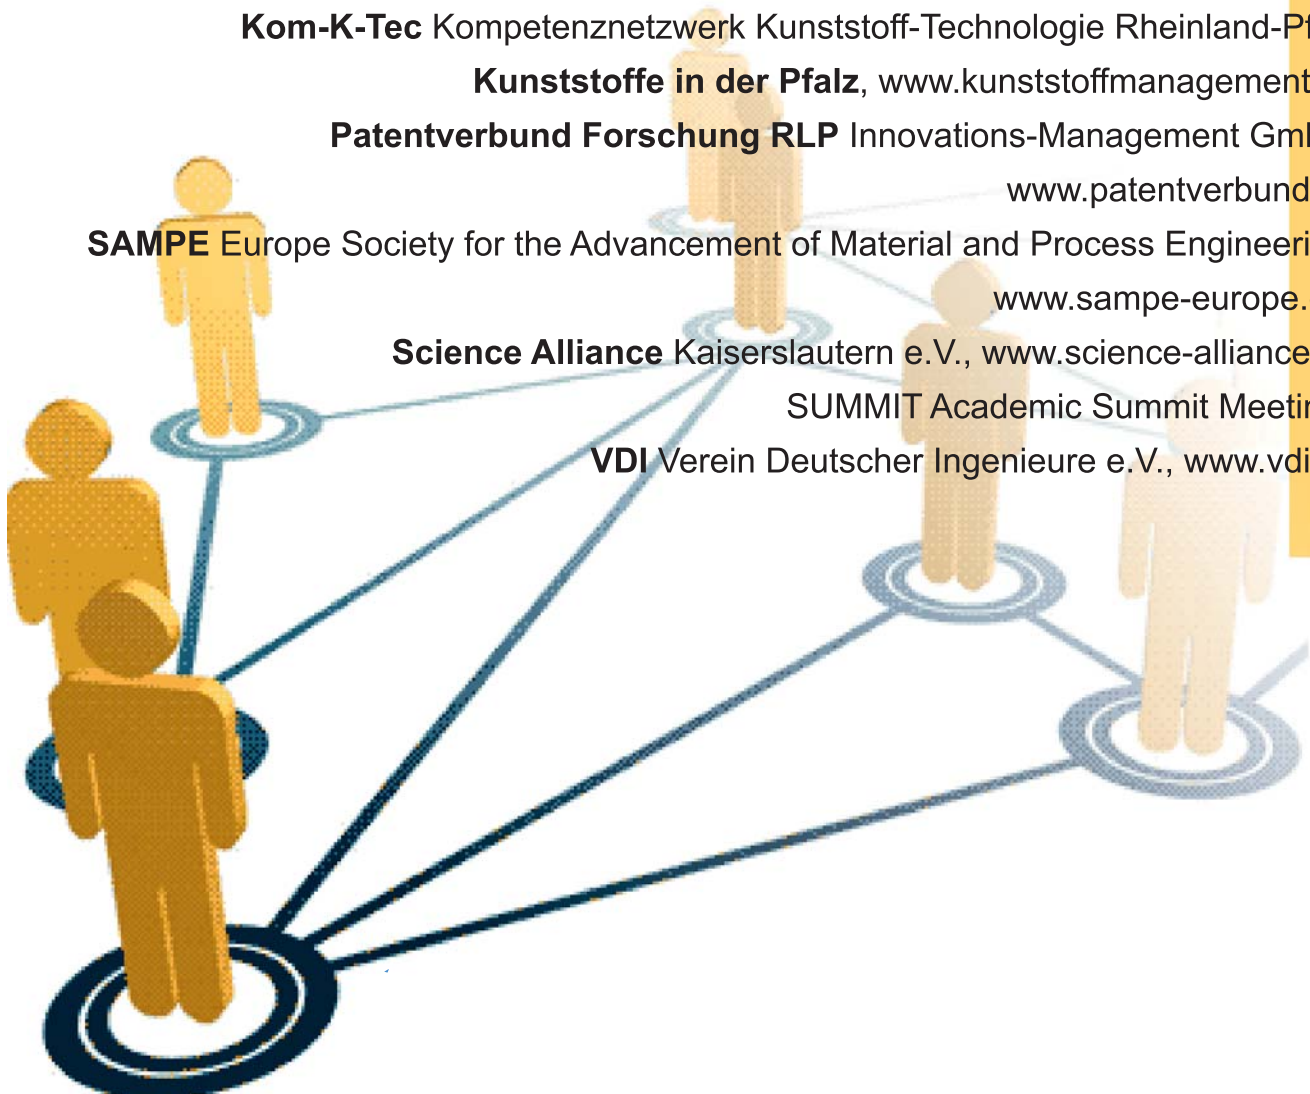 Kom-K-Tec Kompetenznetzwerk Kunststoff-Technologie Rheinland-Pf
Kunststoffe in der Pfalz, www.kunststoffmanagement
Patentverbund Forschung RLP Innovations-Management Gmb
www.patentverbund
SAMPE Europe Society for the Advancement of Material and Process Engineeri
www.sampe-europe.
Science Alliance Kaiserslautern e.V., www.science-alliance
SUMMIT Academic Summit Meetin
VDI Verein Deutscher Ingenieure e.V., www.vdi